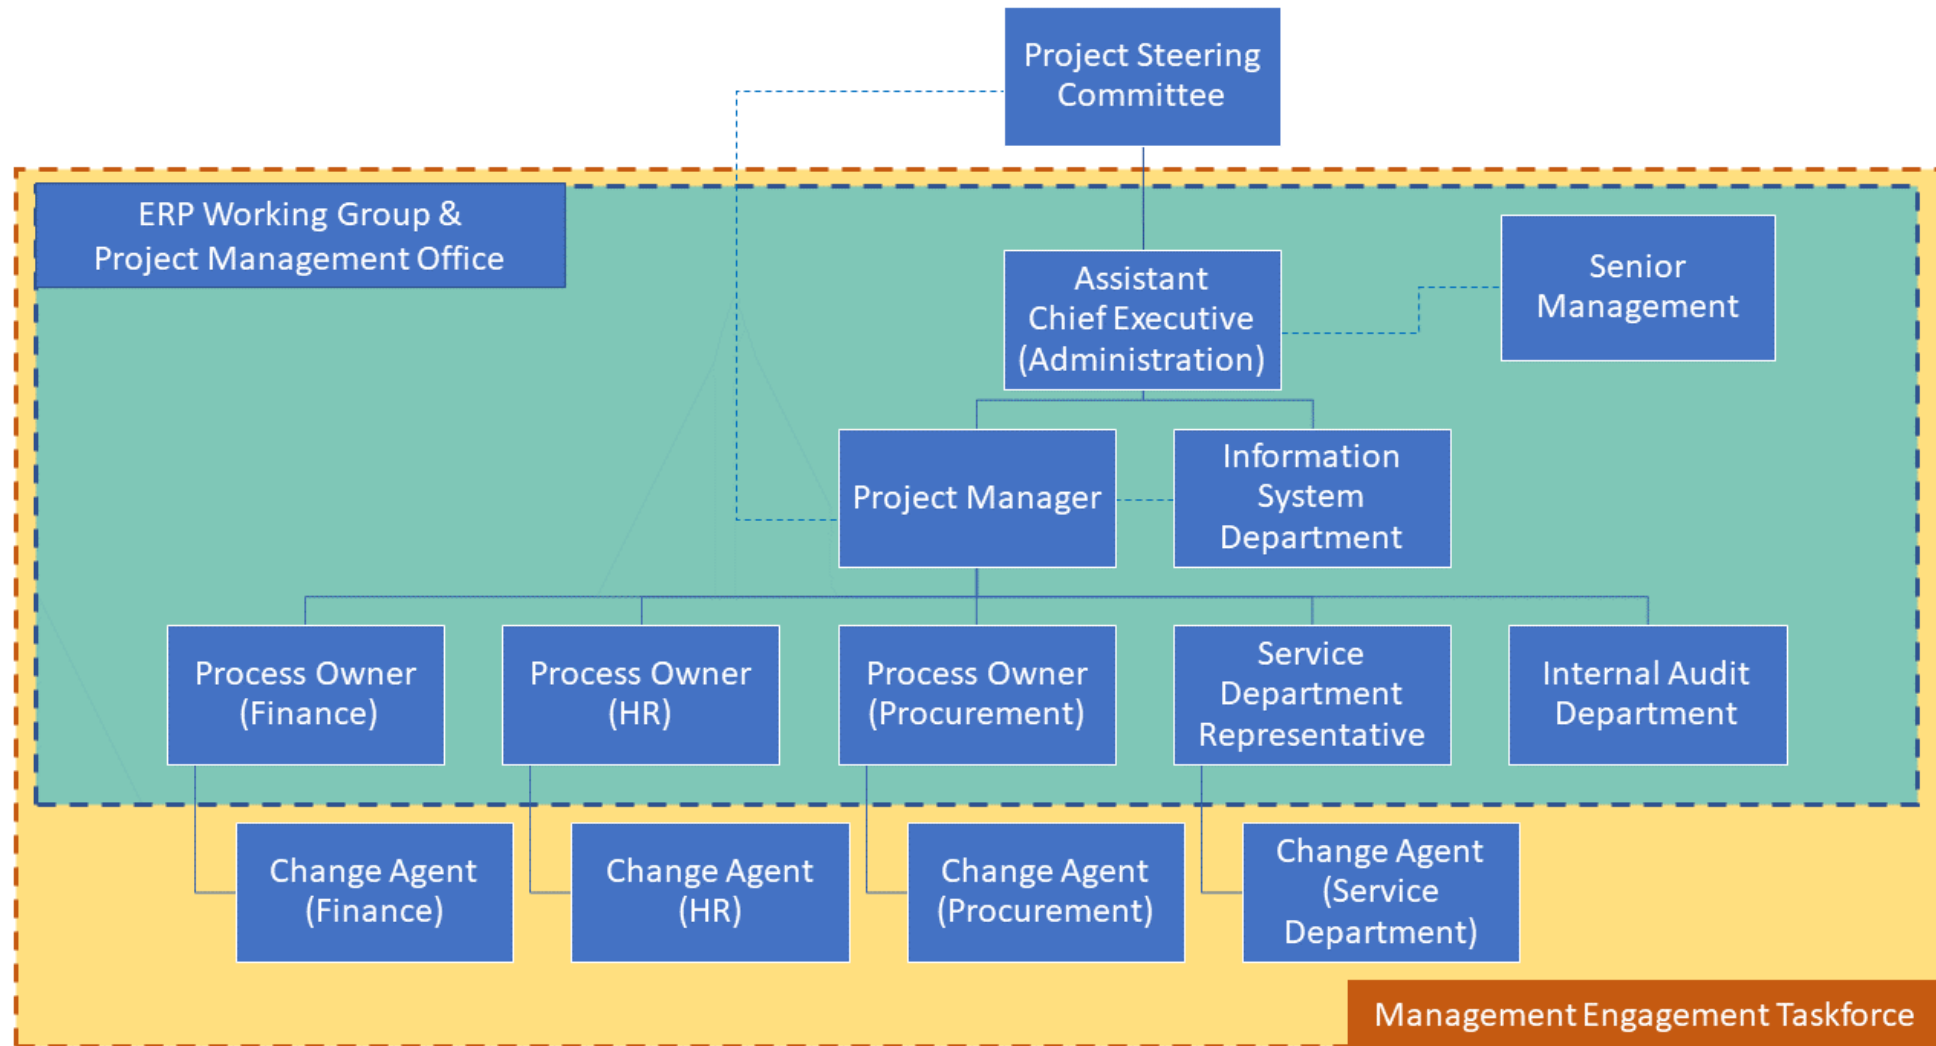 Project Steering
Committee
ERP Working Group &
Project Management Office
Assistant
Chief Executive
(Administration)
Senior
Management
Project Manager
Information
System
Department
Process Owner
(Finance)
Process Owner
(HR)
Process Owner
(Procurement)
Service
Department
Representative
Internal Audit
Department
Change Agent
(Finance)
Change Agent
(HR)
Change Agent
(Procurement)
Change Agent
(Service
Department)
Management Engagement Taskforce